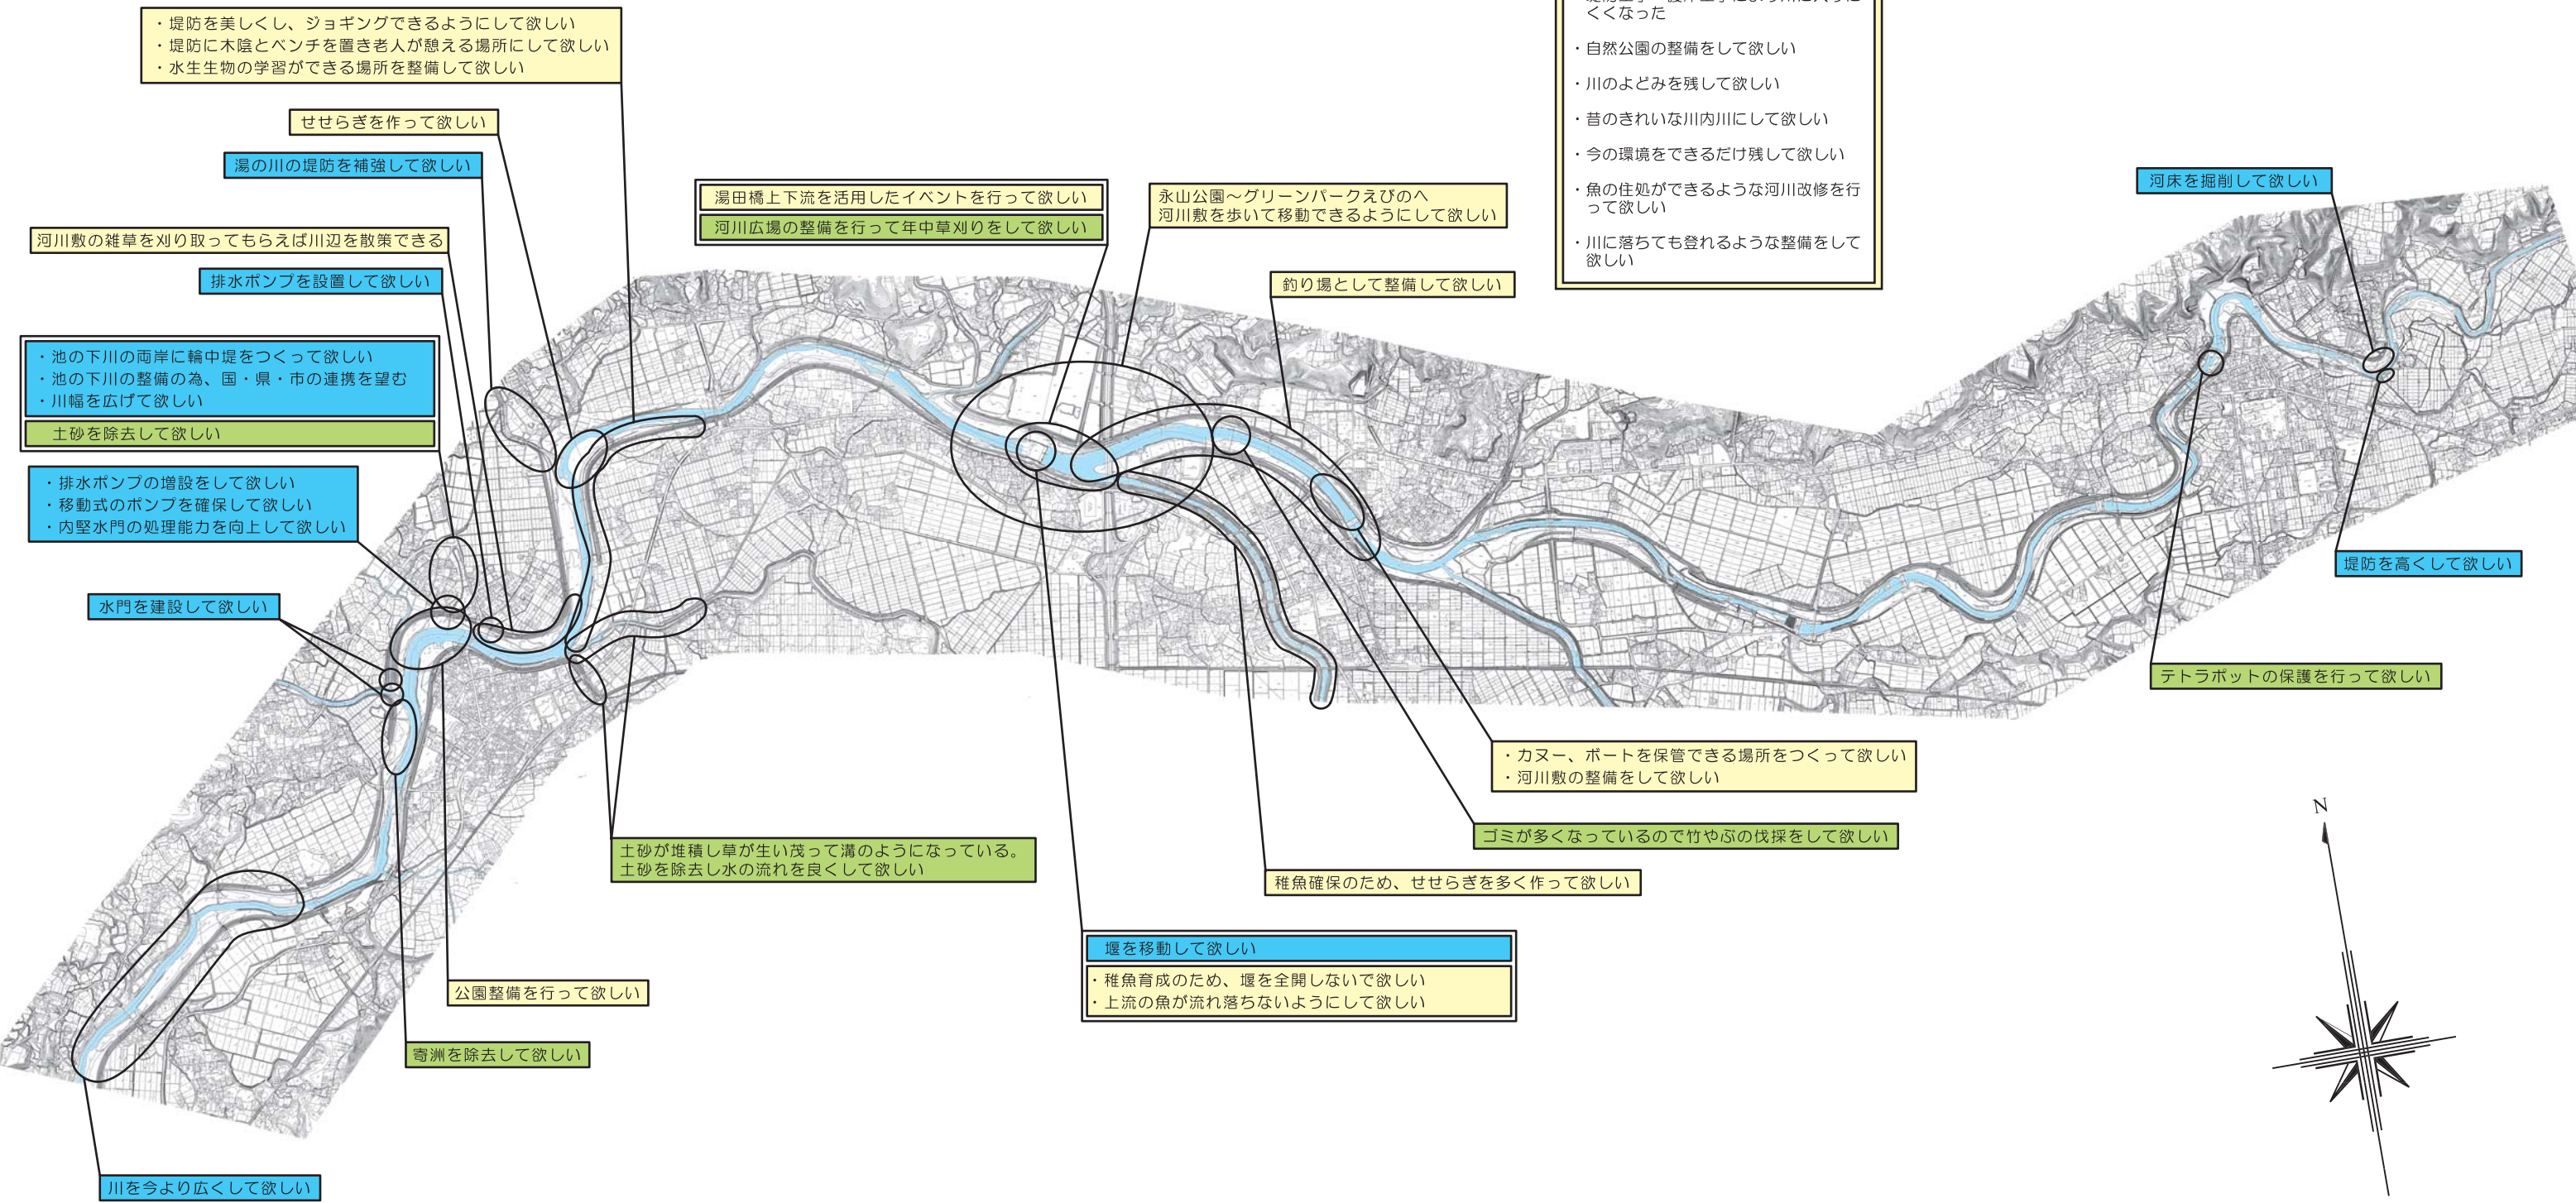 ・堤防を美しくし、ジョギングできるようにして欲しい
・堤防に木陰とベンチを置き老人が憩える場所にして欲しい
・水生生物の学習ができる場所を整備して欲しい
せせらぎを作って欲しい
湯の川の堤防を補強して欲しい
河川敷の雑草を刈り取ってもらえば川辺を散策できる
排水ポンプを設置して欲しい
・池の下川の両岸に輪中堤をつくって欲しい
・池の下川の整備の為、国・県・市の連携を望む
・川幅を広げて欲しい
土砂を除去して欲しい
・排水ポンプの増設をして欲しい
・移動式のポンプを確保して欲しい
・内堅水門の処理能力を向上して欲しい
水門を建設して欲しい
湯田橋上下流を活用したイベントを行って欲しい
河川広場の整備を行って年中草刈りをして欲しい
永山公園～グリーンパークえびのへ
河川敷を歩いて移動できるようにして欲しい
釣り場として整備して欲しい
くくなった
・自然公園の整備をして欲しい
・川のよどみを残して欲しい
・昔のきれいな川内川にして欲しい
・今の環境をできるだけ残して欲しい
・魚の住処ができるような河川改修を行
って欲しい
・川に落ちても登れるような整備をして
欲しい
河床を掘削して欲しい
堤防を高くして欲しい
テトラポットの保護を行って欲しい
・カヌー、ボートを保管できる場所をつくって欲しい
・河川敷の整備をして欲しい
ゴミが多くなっているので竹やぶの伐採をして欲しい
稚魚確保のため、せせらぎを多く作って欲しい
土砂が堆積し草が生い茂って溝のようになっている。
土砂を除去し水の流れを良くして欲しい
堰を移動して欲しい
・稚魚育成のため、堰を全開しないで欲しい
・上流の魚が流れ落ちないようにして欲しい
公園整備を行って欲しい
寄洲を除去して欲しい
川を今より広くして欲しい
N